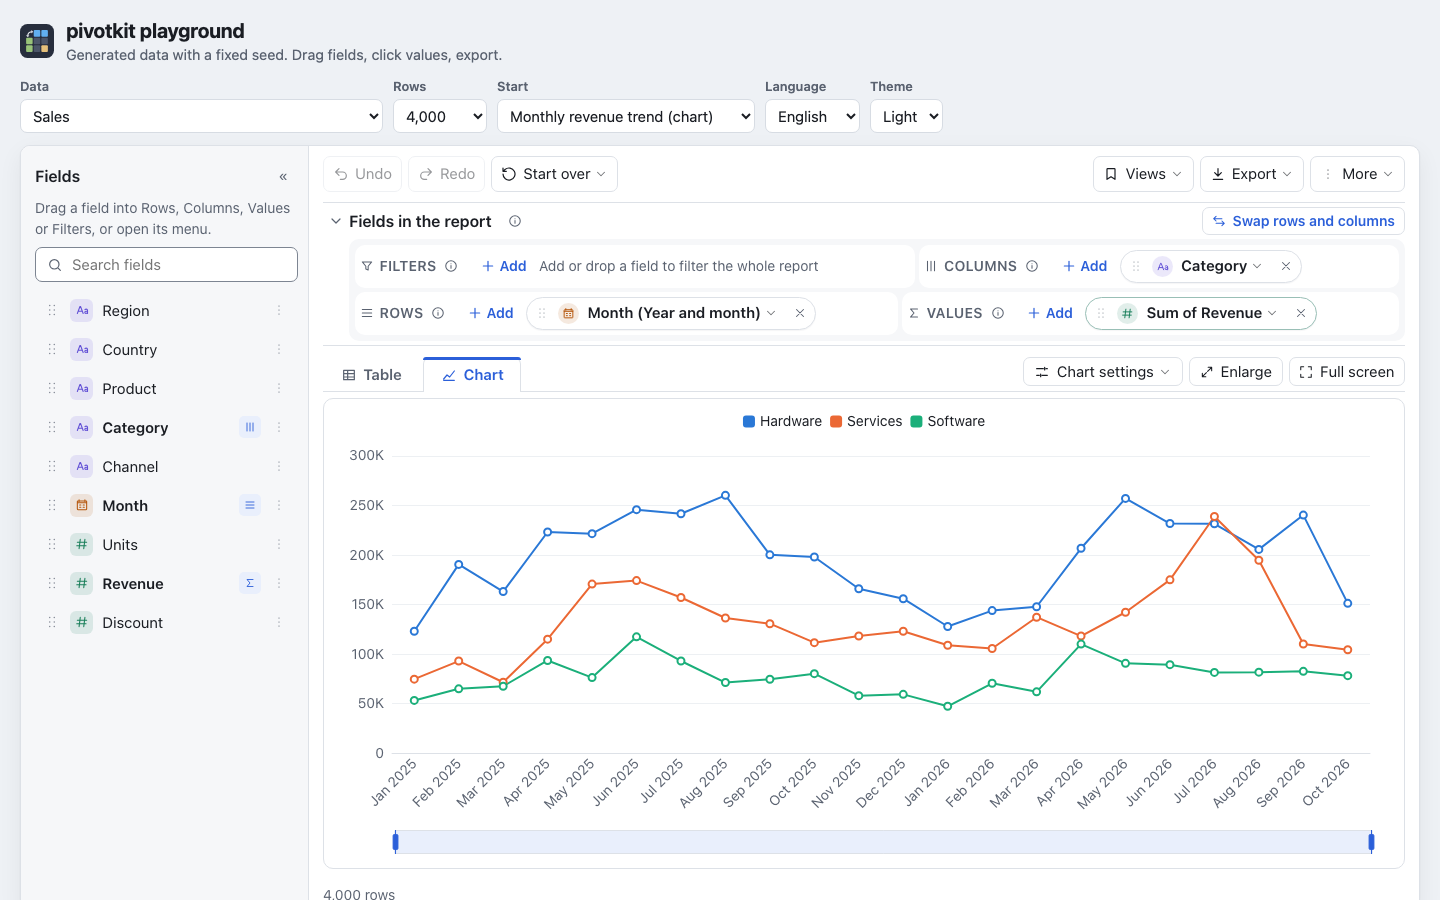 pivotkit playground
Generated data with a fixed seed. Drag fields, click values, export.
Data
Rows
Start
Language
Theme
Sales
4,000
Monthly revenue trend (chart)
English
Light
Fields
«
Drag a field into Rows, Columns, Values
or Filters, or open its menu.
Search fields
Aa Region
Aa Country
Aa Product
Aa Category
Aa Channel
Month
# Units
# Revenue Σ
# Discount
Undo
Redo
Start over
Views
Export
More
Fields in the report
Swap rows and columns
FILTERS
+ Add
Add or drop a field to filter the whole report
COLUMNS
+ Add
Aa Category
ROWS
+ Add
Month (Year and month)
Σ VALUES
+ Add
# Sum of Revenue
Table
Chart
Chart settings
Enlarge
Full screen
Hardware Services Software
300K
250K
200K
150K
100K
50K
0
Jan 2025
Feb 2025
Mar 2025
Apr 2025
May 2025
Jun 2025
Jul 2025
Aug 2025
Sep 2025
Oct 2025
Nov 2025
Dec 2025
Jan 2026
Feb 2026
Mar 2026
Apr 2026
May 2026
Jun 2026
Jul 2026
Aug 2026
Sep 2026
Oct 2026
4,000 rows